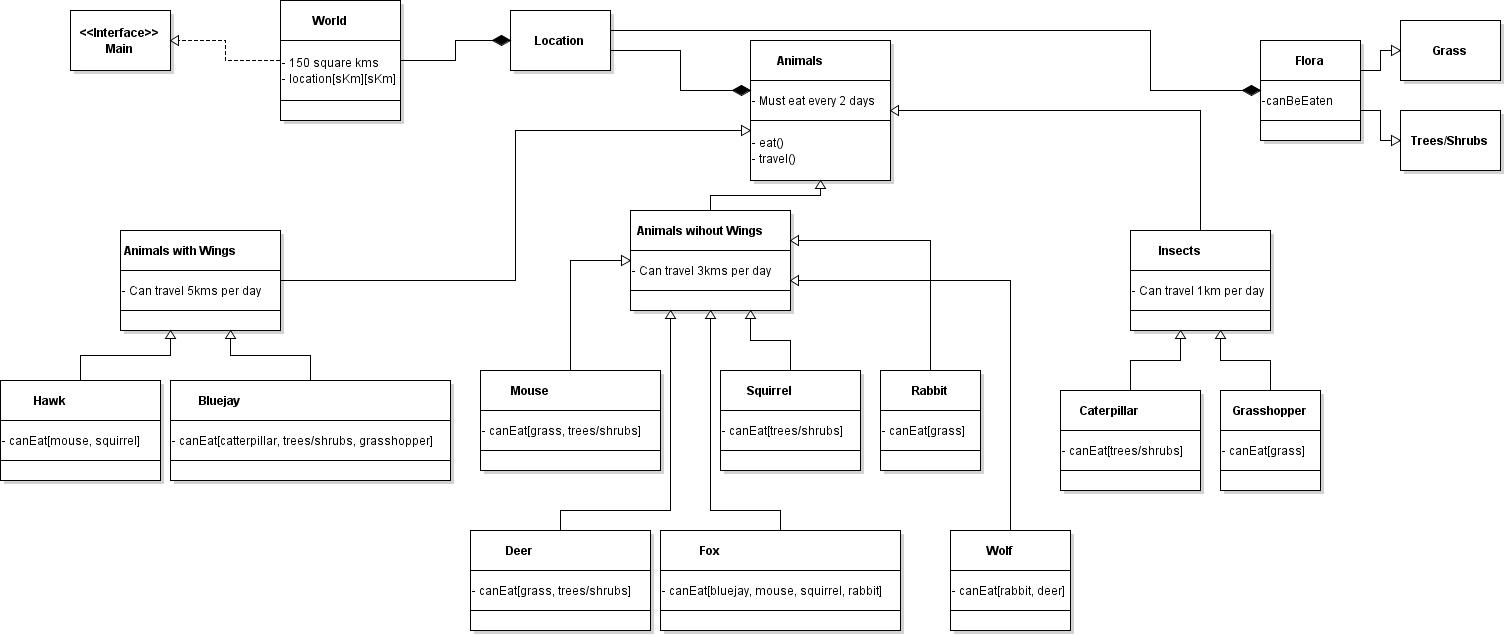 <<Interface>>
Main
World
- 150 square kms
- location[sKm][sKm]
Location
Animals
- Must eat every 2 days
- eat()
- travel()
Flora
-canBeEaten
Grass
Trees/Shrubs
Animals with Wings
- Can travel 5kms per day
Animals wihout Wings
- Can travel 3kms per day
Insects
- Can travel 1km per day
Hawk
- canEat[mouse, squirrel]
Bluejay
- canEat[catterpillar, trees/shrubs, grasshopper]
Mouse
- canEat[grass, trees/shrubs]
Squirrel
- canEat[trees/shrubs]
Rabbit
- canEat[grass]
Caterpillar
- canEat[trees/shrubs]
Grasshopper
- canEat[grass]
Deer
- canEat[grass, trees/shrubs]
Fox
- canEat[bluejay, mouse, squirrel, rabbit]
Wolf
- canEat[rabbit, deer]